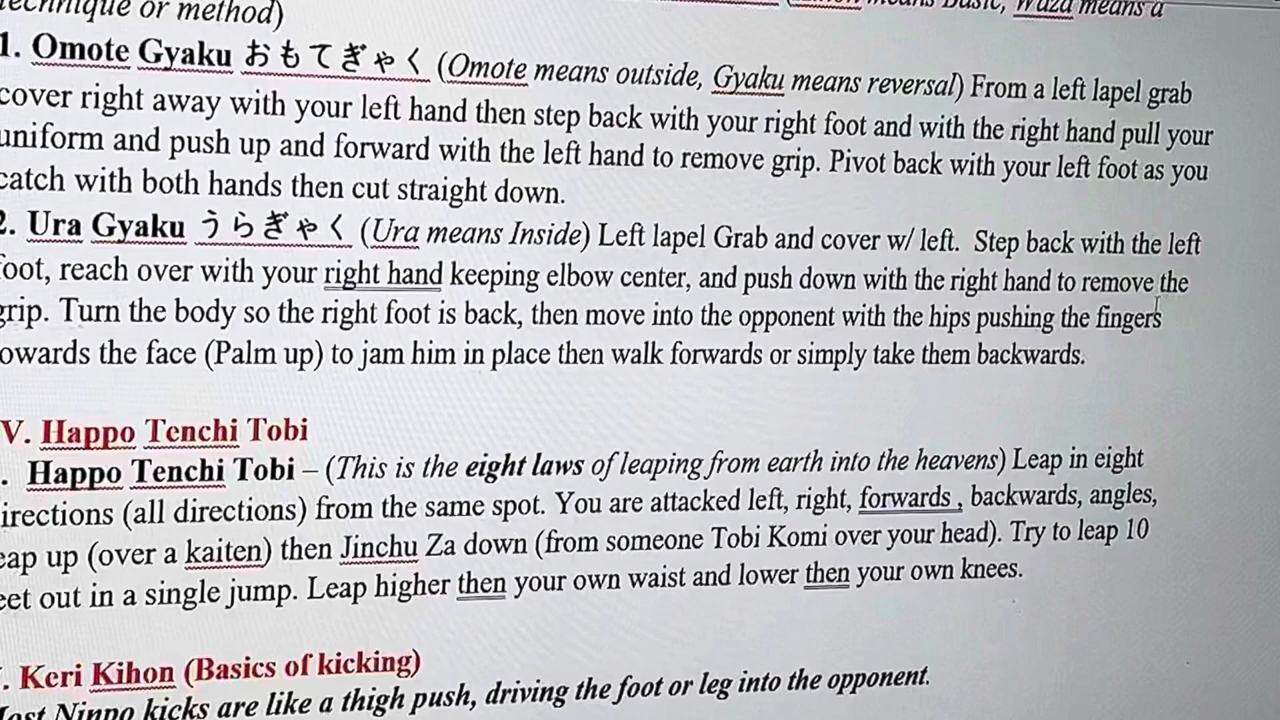 technique or method) means Basic, Waza means a
1. Omote Gyaku おもてぎゃく (Omote means outside, Gyaku means reversal) From a left lapel grab
cover right away with your left hand then step back with your right foot and with the right hand pull your
uniform and push up and forward with the left hand to remove grip. Pivot back with your left foot as you
catch with both hands then cut straight down.
2. Ura Gyaku うらぎゃく (Ura means Inside) Left lapel Grab and cover w/ left. Step back with the left
foot, reach over with your right hand keeping elbow center, and push down with the right hand to remove the
grip. Turn the body so the right foot is back, then move into the opponent with the hips pushing the fingers
owards the face (Palm up) to jam him in place then walk forwards or simply take them backwards.
V. Happo Tenchi Tobi
. Happo Tenchi Tobi – (This is the eight laws of leaping from earth into the heavens) Leap in eight
irections (all directions) from the same spot. You are attacked left, right, forwards , backwards, angles,
eap up (over a kaiten) then Jinchu Za down (from someone Tobi Komi over your head). Try to leap 10
eet out in a single jump. Leap higher then your own waist and lower then your own knees.
. Keri Kihon (Basics of kicking)
Most Ninpo kicks are like a thigh push, driving the foot or leg into the opponent.